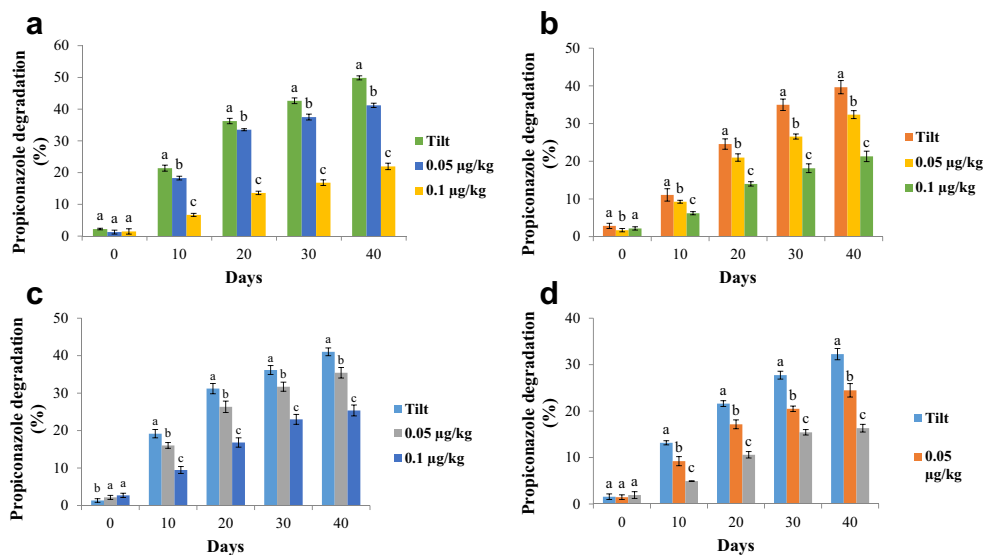 a
Propiconazole degradation
(%)
60
50
40
30
20
10
0
a a a
a b c
a b c
a b c
a b c
0 10 20 30 40
Days
Tilt
0.05 µg/kg
0.1 µg/kg
b
Propiconazole degradation
(%)
50
40
30
20
10
0
a b a
a b c
a b c
a b c
a b c
0 10 20 30 40
Days
Tilt
0.05 µg/kg
0.1 µg/kg
c
Propiconazole degradation
(%)
50
40
30
20
10
0
b a a
a b c
a b c
a b c
a b c
0 10 20 30 40
Days
Tilt
0.05 µg/kg
0.1 µg/kg
d
Propiconazole degradation
(%)
40
30
20
10
0
a a a
a b c
a b c
a b c
a b c
0 10 20 30 40
Days
Tilt
0.05
µg/kg